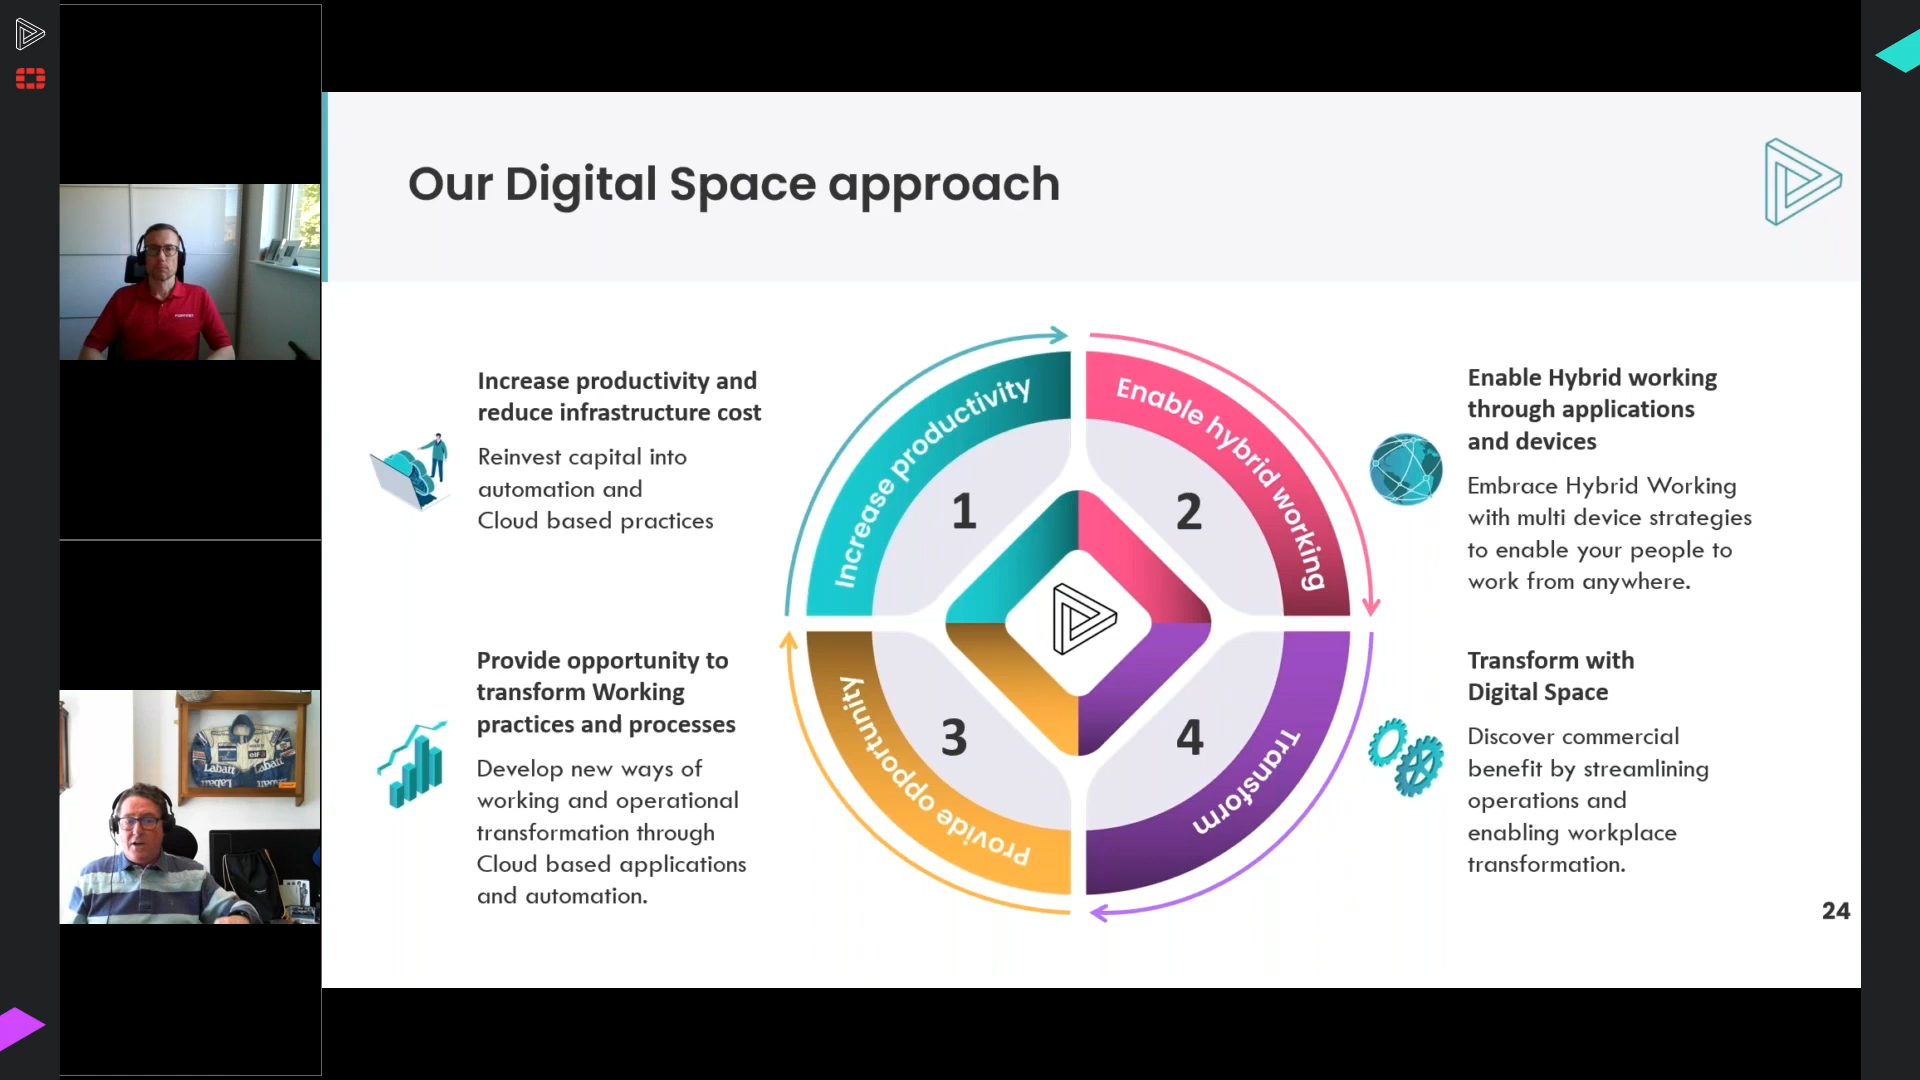 Our Digital Space approach
Increase productivity and
reduce infrastructure cost
Reinvest capital into
automation and
Cloud based practices
Provide opportunity to
transform Working
practices and processes
Develop new ways of
working and operational
transformation through
Cloud based applications
and automation.
Increase productivity
Enable hybrid working
1
2
3
4
Provide opportunity
Transform
Enable Hybrid working
through applications
and devices
Embrace Hybrid Working
with multi device strategies
to enable your people to
work from anywhere.
Transform with
Digital Space
Discover commercial
benefit by streamlining
operations and
enabling workplace
transformation.
24
elf
Labatt
Labatt